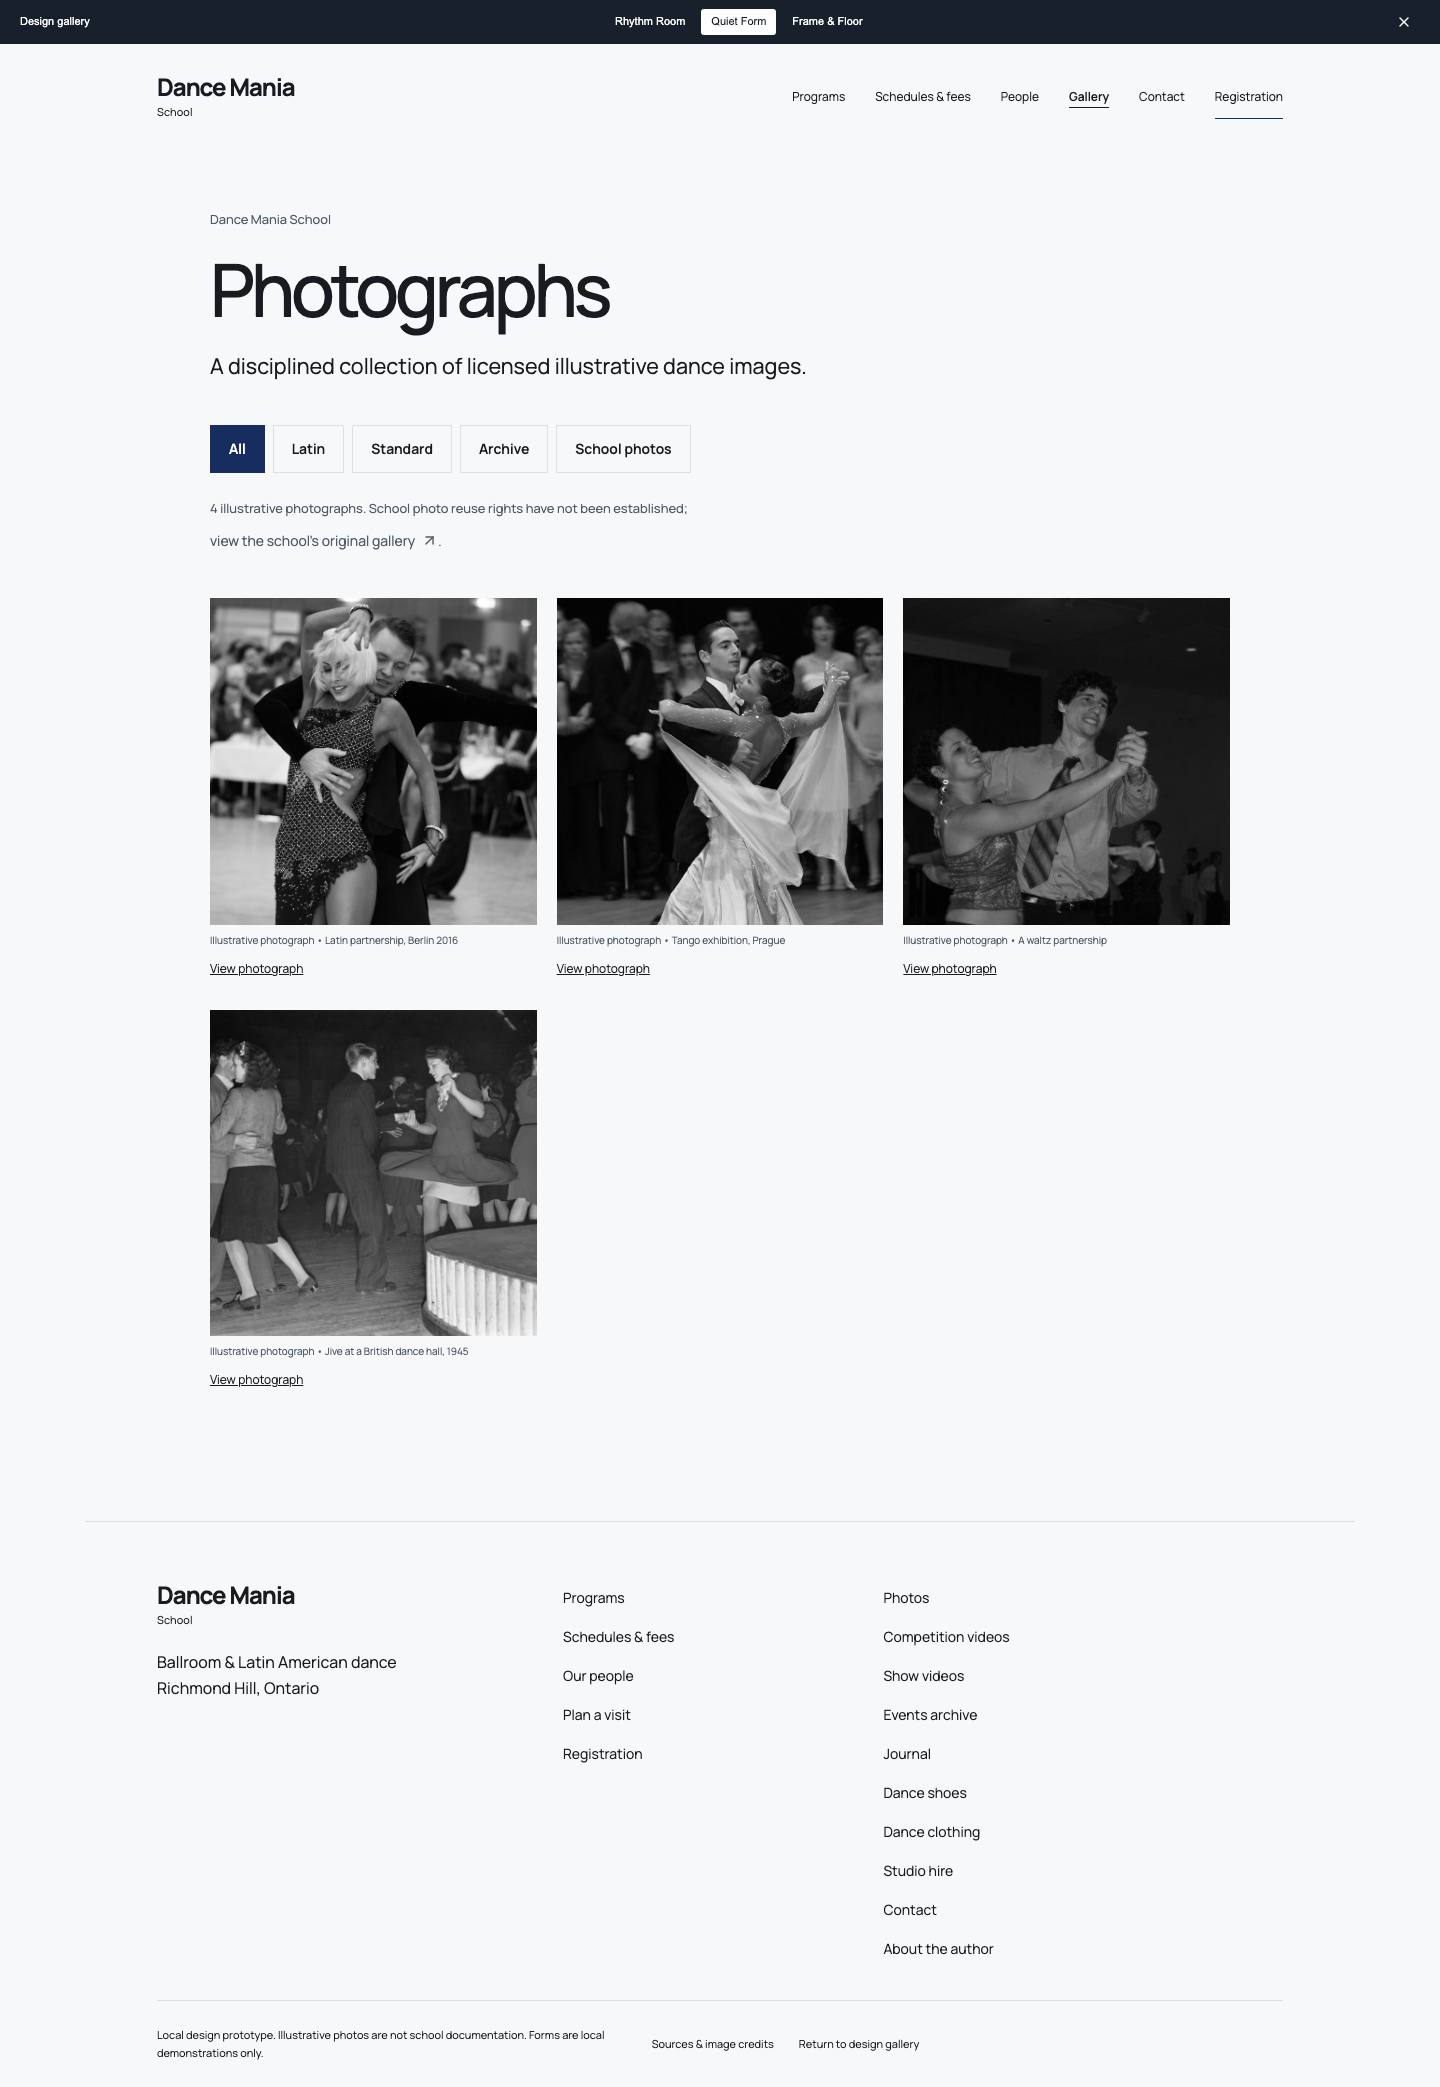 Design gallery
Rhythm Room
Quiet Form
Frame & Floor
Dance Mania
School
Programs
Schedules & fees
People
Gallery
Contact
Registration
Dance Mania School
Photographs
A disciplined collection of licensed illustrative dance images.
All
Latin
Standard
Archive
School photos
4 illustrative photographs. School photo reuse rights have not been established;
view the school's original gallery ↗ .
Illustrative photograph • Latin partnership, Berlin 2016
View photograph
Illustrative photograph • Tango exhibition, Prague
View photograph
Illustrative photograph • A waltz partnership
View photograph
Illustrative photograph • Jive at a British dance hall, 1945
View photograph
Dance Mania
School
Ballroom & Latin American dance
Richmond Hill, Ontario
Programs
Schedules & fees
Our people
Plan a visit
Registration
Photos
Competition videos
Show videos
Events archive
Journal
Dance shoes
Dance clothing
Studio hire
Contact
About the author
Local design prototype. Illustrative photos are not school documentation. Forms are local
demonstrations only.
Sources & image credits
Return to design gallery